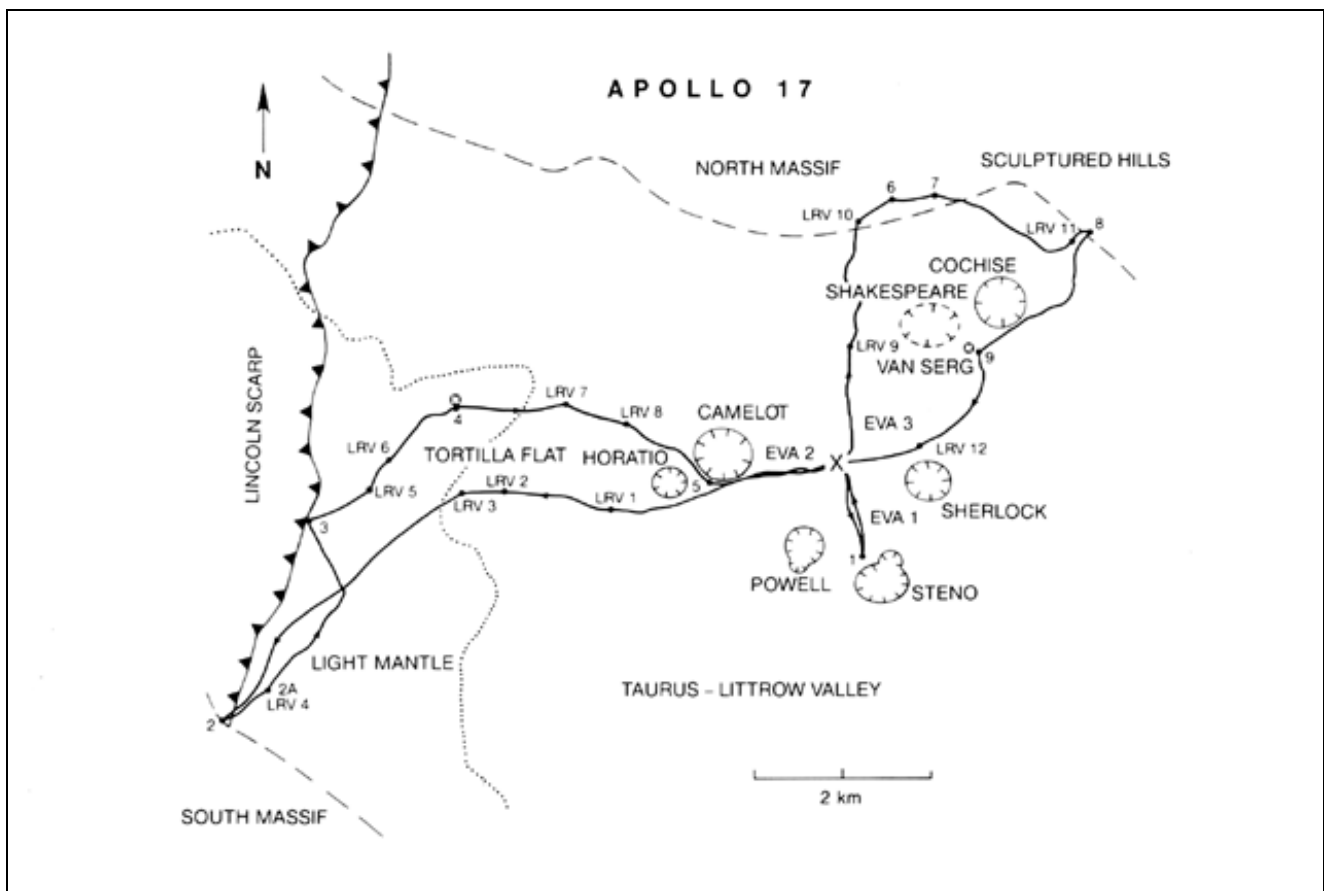 APOLLO 17
N
NORTH MASSIF
SCULPTURED HILLS
6
7
LRV 10
LRV 11
8
COCHISE
SHAKESPEARE
LRV 9
VAN SERG
9
LINCOLN SCARP
LRV 7
4
LRV 8
CAMELOT
EVA 3
LRV 6
TORTILLA FLAT
HORATIO
EVA 2
X
LRV 12
LRV 5
LRV 2
5
LRV 3
LRV 1
SHERLOCK
3
EVA 1
1
POWELL
STENO
LIGHT MANTLE
2A
LRV 4
TAURUS – LITTROW VALLEY
2
2 km
SOUTH MASSIF